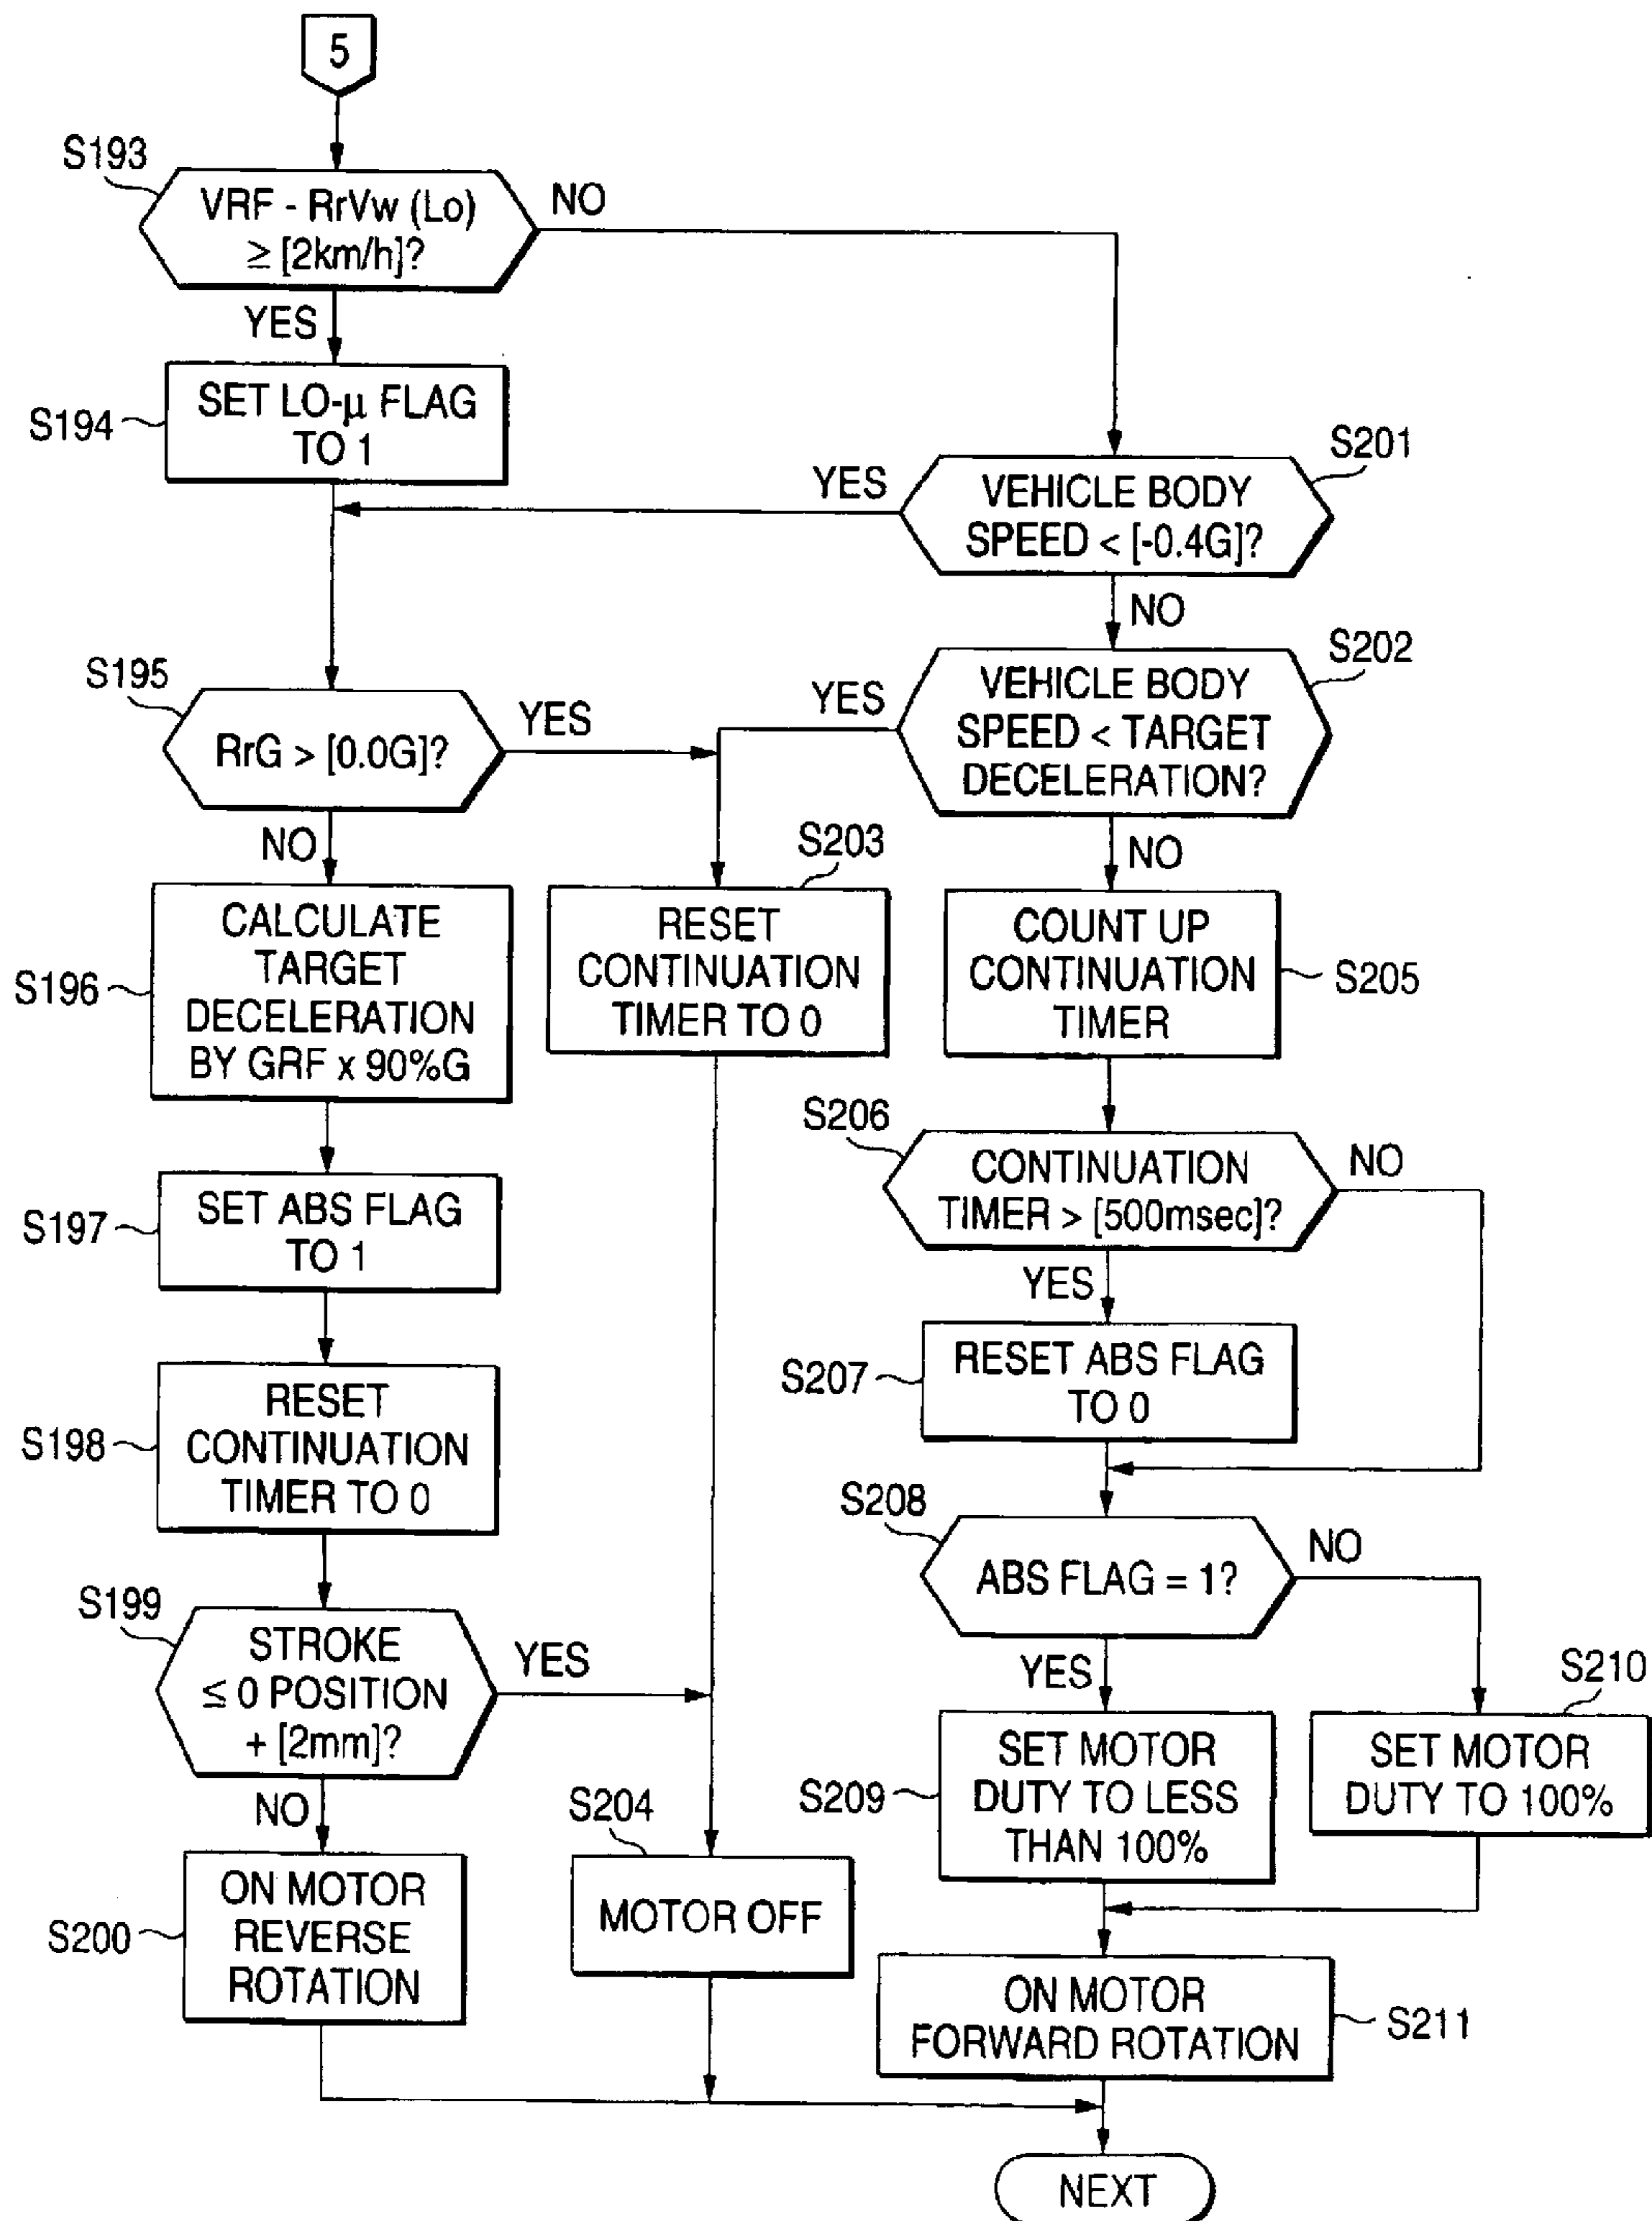 5
S193
VRF - RrVw (Lo)
≥ [2km/h]?
NO
YES
S194
SET LO-μ FLAG
TO 1
S201
VEHICLE BODY
SPEED < [-0.4G]?
YES
NO
S202
VEHICLE BODY
SPEED < TARGET
DECELERATION?
YES
NO
S195
RrG > [0.0G]?
YES
NO
S203
RESET
CONTINUATION
TIMER TO 0
S196
CALCULATE
TARGET
DECELERATION
BY GRF x 90%G
S205
COUNT UP
CONTINUATION
TIMER
S197
SET ABS FLAG
TO 1
S206
CONTINUATION
TIMER > [500msec]?
NO
YES
S207
RESET ABS FLAG
TO 0
S198
RESET
CONTINUATION
TIMER TO 0
S208
ABS FLAG = 1?
NO
YES
S199
STROKE
≤ 0 POSITION
+ [2mm]?
YES
NO
S209
SET MOTOR
DUTY TO LESS
THAN 100%
S210
SET MOTOR
DUTY TO 100%
S200
ON MOTOR
REVERSE
ROTATION
S204
MOTOR OFF
S211
ON MOTOR
FORWARD ROTATION
NEXT